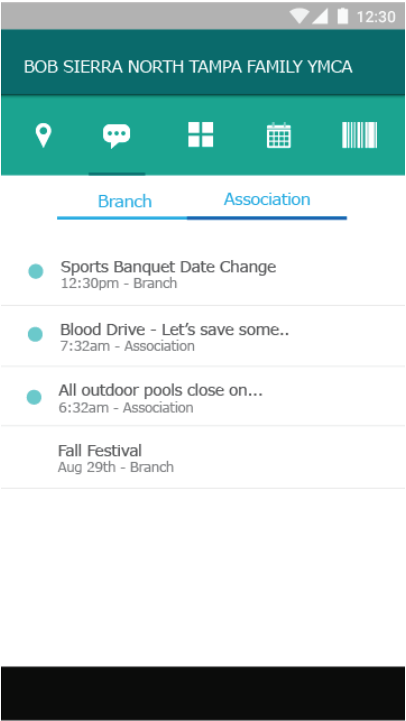 12:30
BOB SIERRA NORTH TAMPA FAMILY YMCA
Branch Association
Sports Banquet Date Change
12:30pm - Branch
Blood Drive - Let’s save some..
7:32am - Association
All outdoor pools close on...
6:32am - Association
Fall Festival
Aug 29th - Branch